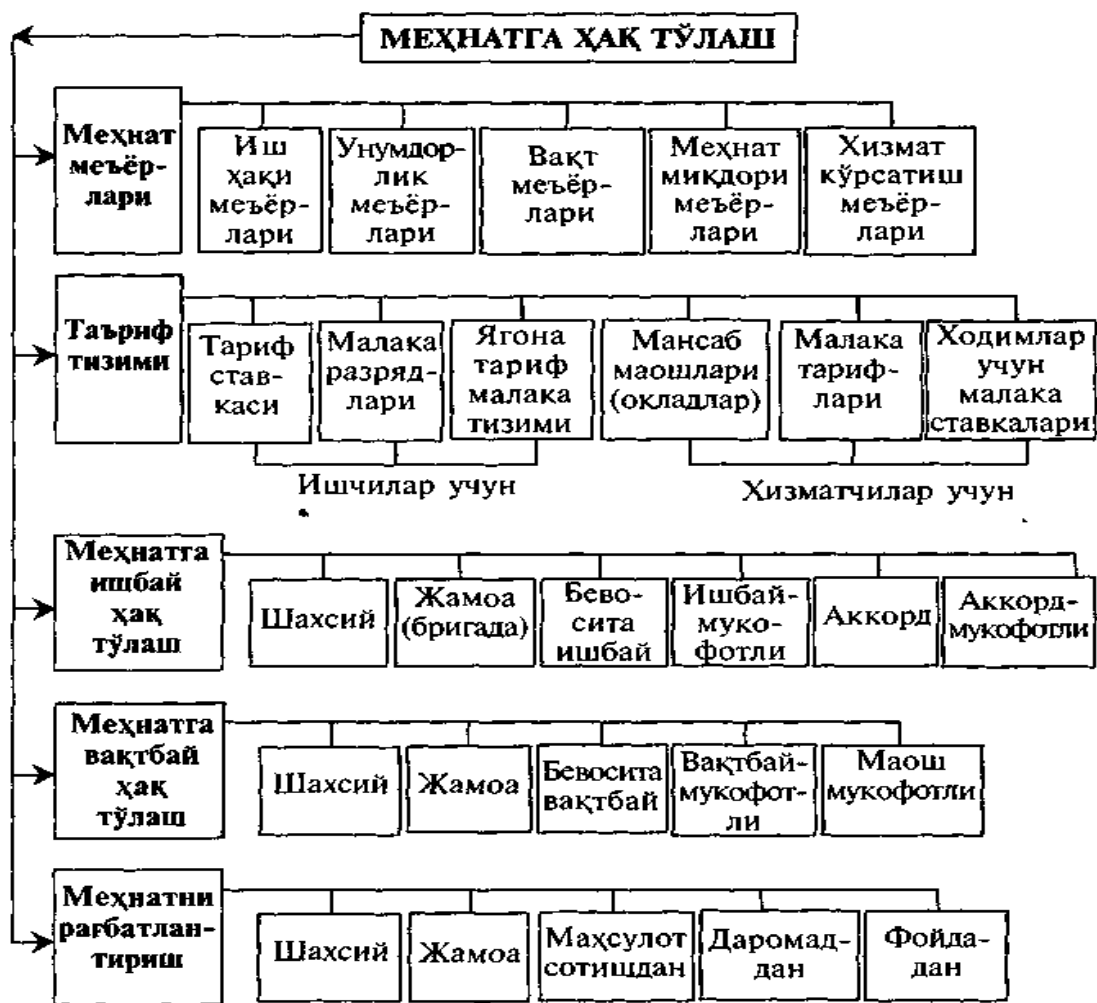 МЕҲНАТГА ҲАҚ ТЎЛАШ
Меҳнат
меъёр-
лари
Иш
ҳақи
меъёр-
лари
Унумдор-
лик
меъёр-
лари
Вақт
меъёр-
лари
Меҳнат
миқдори
меъёр-
лари
Хизмат
кўрсатиш
меъёр-
лари
Таъриф
тизими
Тариф
став-
каси
Малака
разряд-
лари
Ягона
тариф
малака
тизими
Мансаб
маошлари
(окладлар)
Малака
тариф-
лари
Ходимлар
учун
малака
ставкалари
Ишчилар учун
Хизматчилар учун
Меҳнатга
ишбай
ҳақ
тўлаш
Шахсий
Жамоа
(бригада)
Бево-
сита
ишбай
Ишбай-
муко-
фотли
Аккорд
Аккорд-
мукофотли
Меҳнатга
вақтбай
ҳақ
тўлаш
Шахсий
Жамоа
Бевосита
вақтбай
Вақтбай-
мукофот-
ли
Маош
мукофотли
Меҳнатни
рағбатлан-
тириш
Шахсий
Жамоа
Маҳсулот
сотишдан
Даромад-
дан
Фойда-
дан